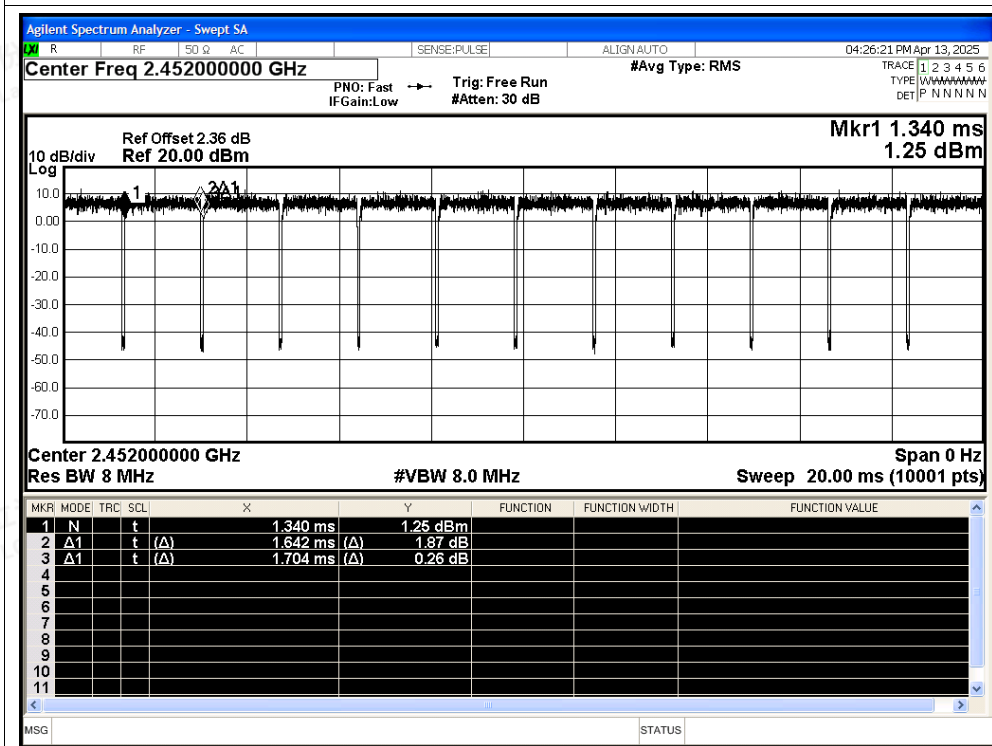 Agilent Spectrum Analyzer - Swept SA
LXI R RF 50 Ω AC SENSE:PULSE ALIGN AUTO 04:26:21 PM Apr 13, 2025
Center Freq 2.452000000 GHz
#Avg Type: RMS
TRACE 1 2 3 4 5 6
PNO: Fast Trig: Free Run
TYPE WWWWWW
IFGain:Low #Atten: 30 dB
DET P N N N N N
Mkr1 1.340 ms
Ref Offset 2.36 dB
10 dB/div Ref 20.00 dBm 1.25 dBm
Log
10.0
1
3Δ1
0.00
-10.0
-20.0
-30.0
-40.0
-50.0
-60.0
-70.0
Center 2.452000000 GHz Span 0 Hz
Res BW 8 MHz #VBW 8.0 MHz Sweep 20.00 ms (10001 pts)
MKR MODE TRC SCL X Y FUNCTION FUNCTION WIDTH FUNCTION VALUE
1 N t 1.340 ms 1.25 dBm
2 Δ1 t (Δ) 1.642 ms (Δ) 1.87 dB
3 Δ1 t (Δ) 1.704 ms (Δ) 0.26 dB
4
5
6
7
8
9
10
11
MSG STATUS